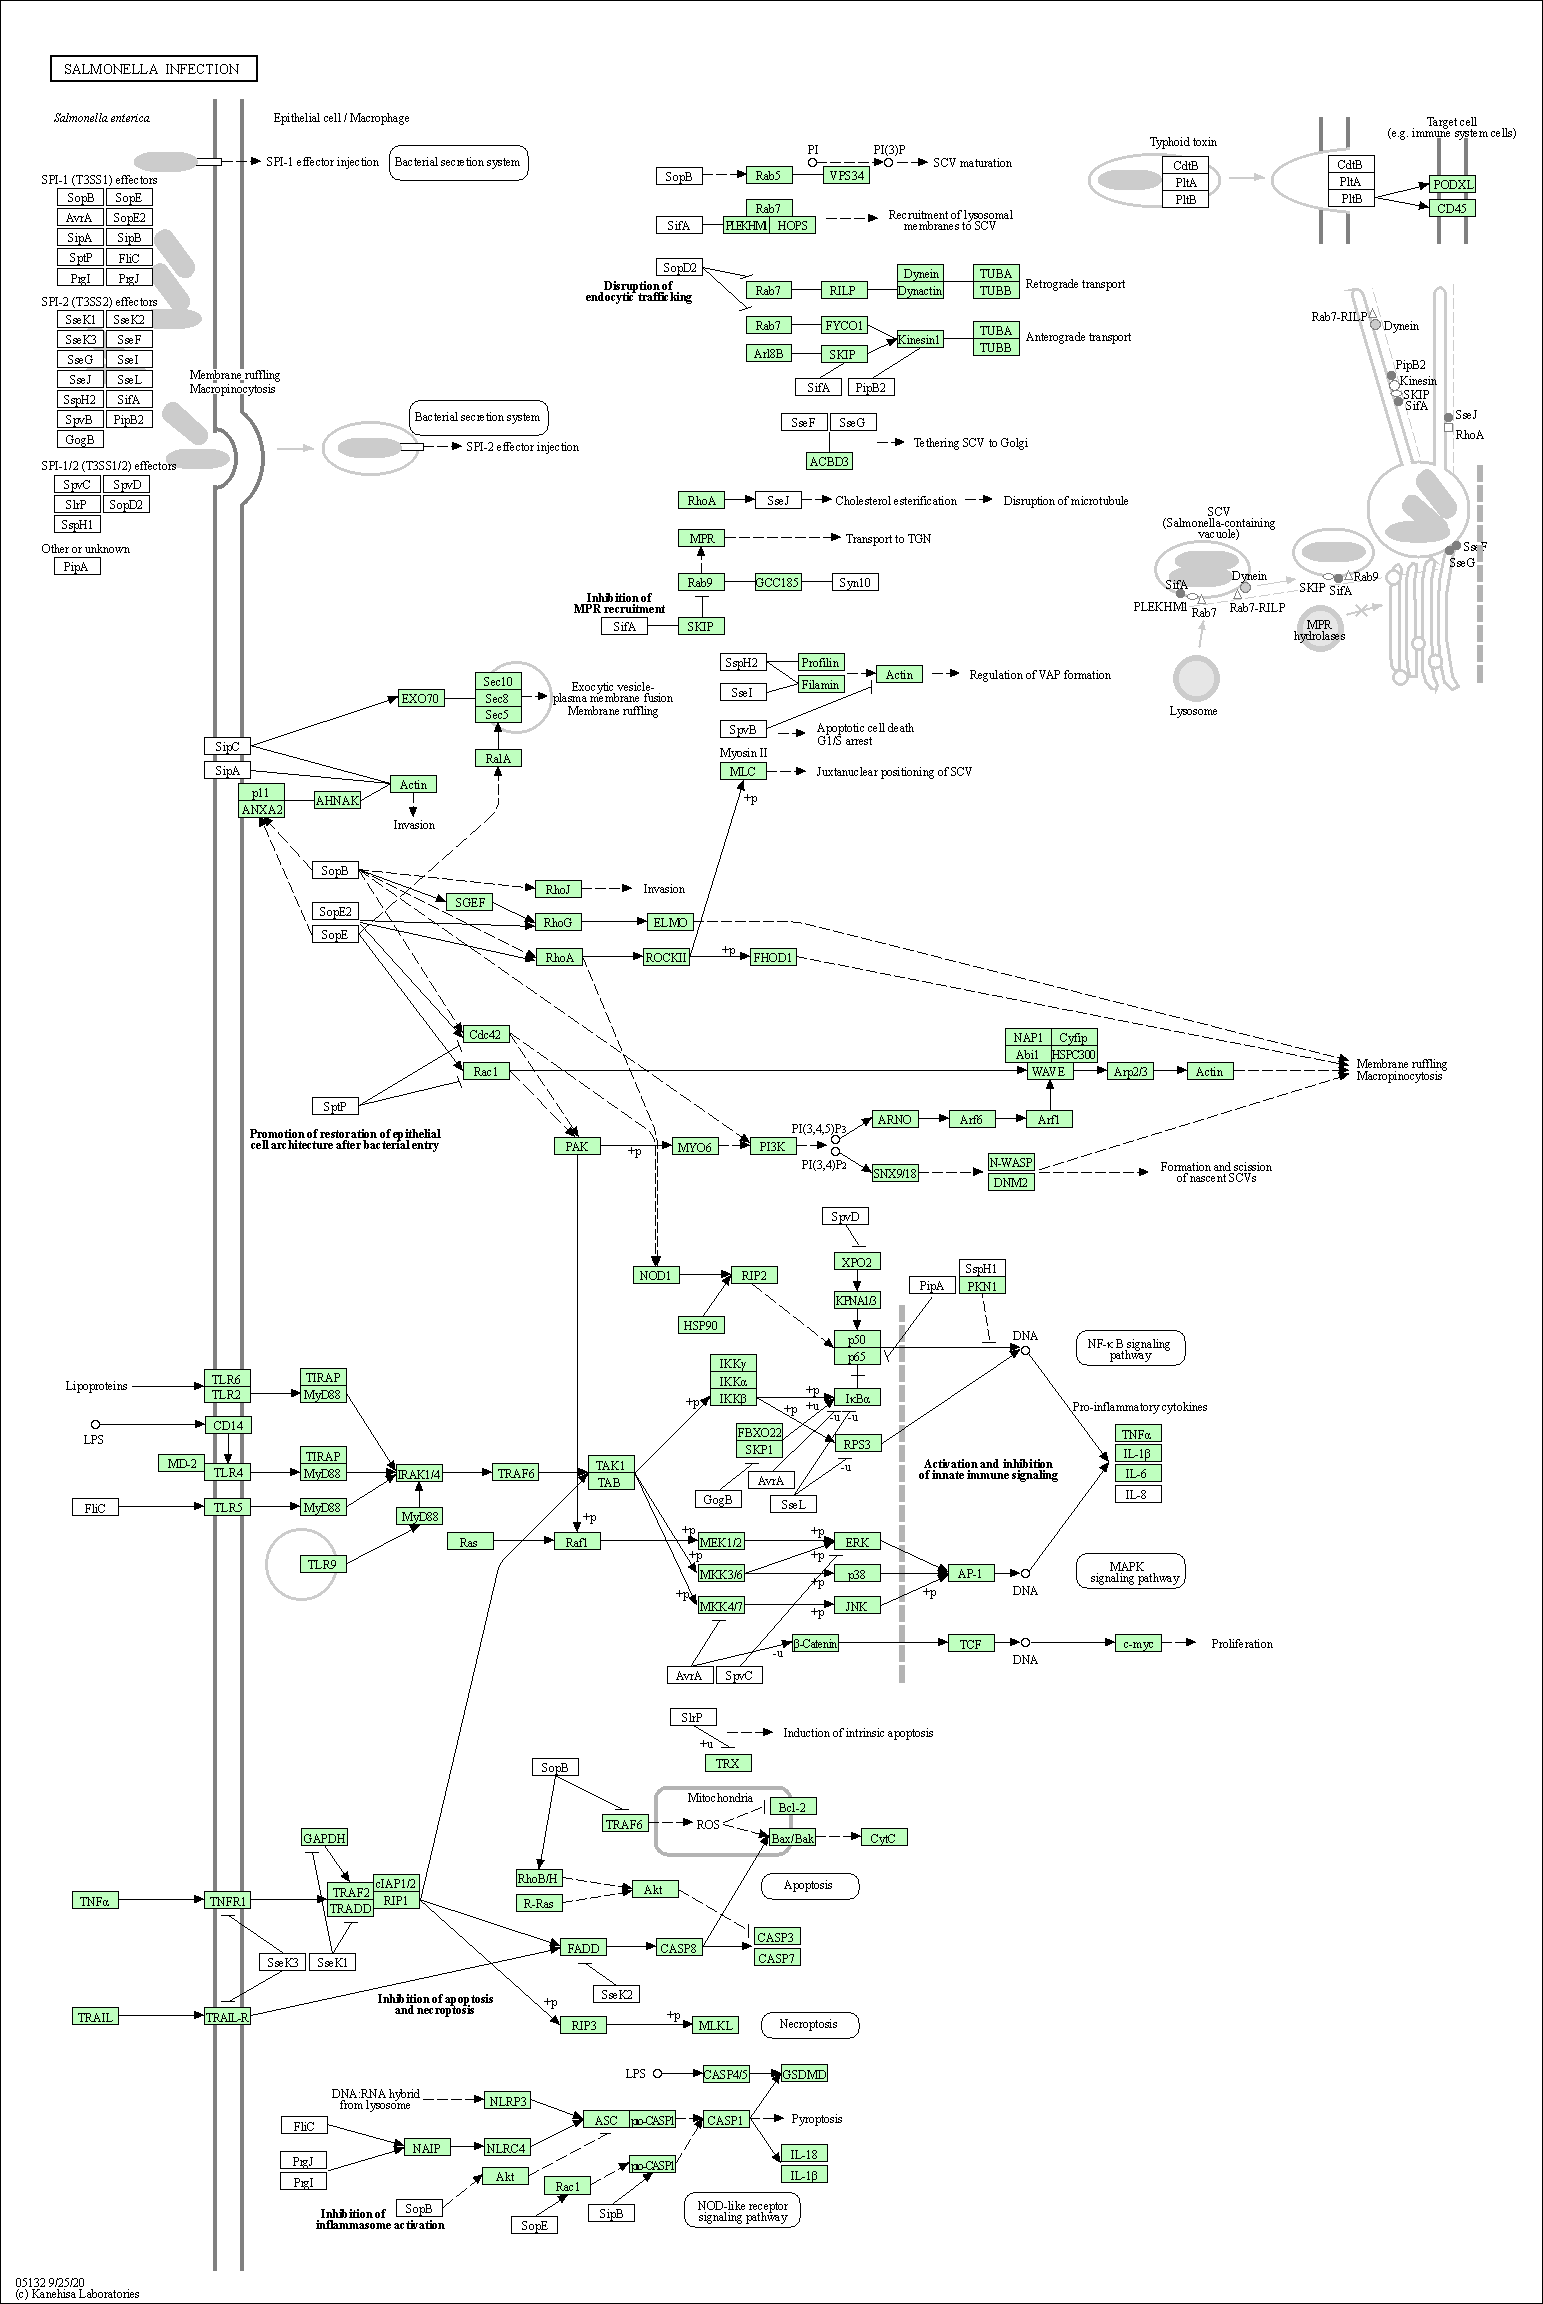 SALMONELLA INFECTION
Salmonella enterica
Epithelial cell / Macrophage
SPI-1 effector injection
Bacterial secretion system
SPI-1 (T3SS1) effectors
SopB SopE
AvrA SopE2
SipA SipB
SptP FliC
PrgI PrgJ
SPI-2 (T3SS2) effectors
SseK1 SseK2
SseK3 SseF
SseG SseI
SseJ SseL
SspH2 SifA
SpvB PipB2
GogB
SPI-1/2 (T3SS1/2) effectors
SpvC SpvD
SlrP SopD2
SspH1
Other or unknown
PipA
Membrane ruffling
Macropinocytosis
Bacterial secretion system
SPI-2 effector injection
PI PI(3)P
SCV maturation
SopB Rab5 VPS34
Rab7
SifA PLEKHM1 HOPS
Recruitment of lysosomal
membranes to SCV
SopD2
Disruption of
endocytic trafficking
Rab7 RILP
Dynein
Dynactin
TUBA
TUBB
Retrograde transport
Rab7 FYCO1
Arl8B SKIP
Kinesin1
TUBA
TUBB
Anterograde transport
SifA PipB2
SseF SseG
Tethering SCV to Golgi
ACBD3
RhoA SseJ Cholesterol esterification Disruption of microtubule
MPR Transport to TGN
Rab9 GCC185 Syn10
Inhibition of
MPR recruitment
SifA SKIP
Typhoid toxin
CdtB
PltA
PltB
CdtB
PltA
PltB
Target cell
(e.g. immune system cells)
PODXL
CD45
Rab7-RILP
Dynein
PipB2
Kinesin
SKIP
SifA
SseJ
RhoA
SCV
(Salmonella-containing
vacuole)
SseF
SseG
SifA
Dynein
PLEKHM1
Rab7
Rab7-RILP
SKIP
SifA
Rab9
MPR
hydrolases
Lysosome
SspH2 Profilin
SseI Filamin
Actin
Regulation of VAP formation
SpvB
Apoptotic cell death
G1/S arrest
Myosin II
MLC
Juxtanuclear positioning of SCV
+p
EXO70
Sec10
Sec8
Sec5
Exocytic vesicle-
plasma membrane fusion
Membrane ruffling
SipC
RalA
SipA
p11
ANXA2
AHNAK
Actin
Invasion
SopB
RhoJ Invasion
SGEF
SopE2
SopE
RhoG ELMO
RhoA ROCKII +p FHOD1
Cdc42
Rac1
SptP
Promotion of restoration of epithelial
cell architecture after bacterial entry
NAP1 Cyfip
Abi1 HSPC300
WAVE Arp2/3 Actin
Membrane ruffling
Macropinocytosis
PAK +p MYO6 PI3K
PI(3,4,5)P3
PI(3,4)P2
ARNO Arf6 Arf1
SNX9/18
N-WASP
DNM2
Formation and scission
of nascent SCVs
SpvD
XPO2
KPNA1/3
NOD1 RIP2
HSP90
p50
p65
PipA
SspH1
PKN1
DNA
NF-κB signaling
pathway
Lipoproteins
TLR6
TLR2
TIRAP
MyD88
LPS
CD14
MD-2
TLR4
TIRAP
MyD88
FliC
TLR5
MyD88
IRAK1/4
MyD88
TLR9
TRAF6
TAK1
TAB
+p
IKKγ
IKKα
IKKβ
+p
+u
IκBα
-u
-u
+p
RPS3
-u
FBXO22
SKP1
AvrA
GogB
SseL
Activation and inhibition
of innate immune signaling
Pro-inflammatory cytokines
TNFα
IL-1β
IL-6
IL-8
Ras +p Raf1
+p MEK1/2 +p ERK
+p MKK3/6 +p +p p38
+p MKK4/7 +p JNK
AP-1
+p
DNA
MAPK
signaling pathway
AvrA SpvC
-u
β-Catenin TCF
DNA
c-myc
Proliferation
SlrP
+u
Induction of intrinsic apoptosis
TRX
SopB
Mitochondria
TRAF6 ROS
Bcl-2
Bax/Bak CytC
RhoB/H
R-Ras
Akt
Apoptosis
GAPDH
TNFα TNFR1
TRAF2
TRADD
cIAP1/2
RIP1
SseK3 SseK1
FADD CASP8
CASP3
CASP7
SseK2
TRAIL TRAIL-R
Inhibition of apoptosis
and necroptosis
+p
RIP3 +p MLKL
Necroptosis
LPS CASP4/5 GSDMD
DNA:RNA hybrid
from lysosome
NLRP3
FliC
PrgJ
PrgI
NAIP NLRC4
ASC pro-CASP1 CASP1
Pyroptosis
IL-18
IL-1β
pro-CASP1
SopB Akt
Rac1
SopE SipB
Inhibition of
inflammasome activation
NOD-like receptor
signaling pathway
05132 9/25/20
(c) Kanehisa Laboratories